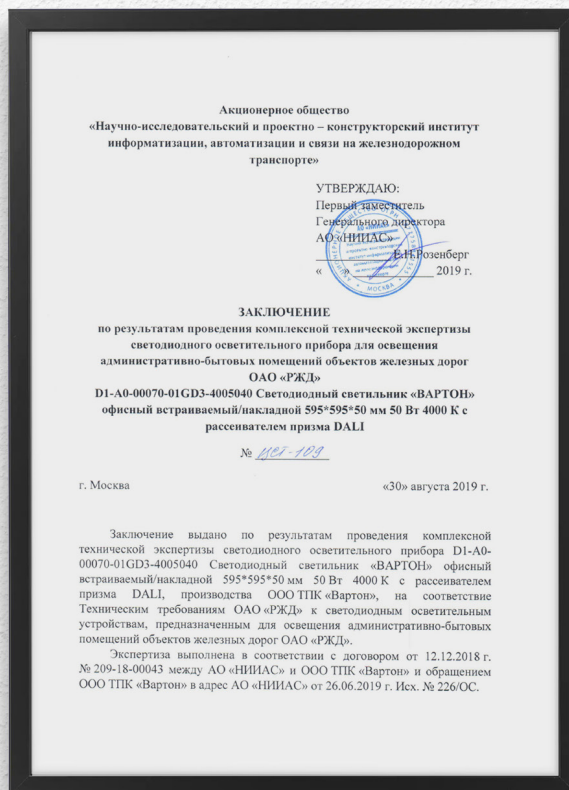 Акционерное общество
«Научно-исследовательский и проектно – конструкторский институт
информатизации, автоматизации и связи на железнодорожном
транспорте»
УТВЕРЖДАЮ:
Первый заместитель
Генерального директора
АО «НИИАС»
Е.Н.Розенберг
« » 2019 г.
АО «НИИАС»
МОСКВА
ЗАКЛЮЧЕНИЕ
по результатам проведения комплексной технической экспертизы
светодиодного осветительного прибора для освещения
административно-бытовых помещений объектов железных дорог
ОАО «РЖД»
D1-A0-00070-01GD3-4005040 Светодиодный светильник «ВАРТОН»
офисный встраиваемый/накладной 595*595*50 мм 50 Вт 4000 К с
рассеивателем призма DALI
№ ЦСТ-109
г. Москва «30» августа 2019 г.
Заключение выдано по результатам проведения комплексной
технической экспертизы светодиодного осветительного прибора D1-A0-
00070-01GD3-4005040 Светодиодный светильник «ВАРТОН» офисный
встраиваемый/накладной 595*595*50 мм 50 Вт 4000 К с рассеивателем
призма DALI, производства ООО ТПК «Вартон», на соответствие
Техническим требованиям ОАО «РЖД» к светодиодным осветительным
устройствам, предназначенным для освещения административно-бытовых
помещений объектов железных дорог ОАО «РЖД».
Экспертиза выполнена в соответствии с договором от 12.12.2018 г.
№ 209-18-00043 между АО «НИИАС» и ООО ТПК «Вартон» и обращением
ООО ТПК «Вартон» в адрес АО «НИИАС» от 26.06.2019 г. Исх. № 226/ОС.